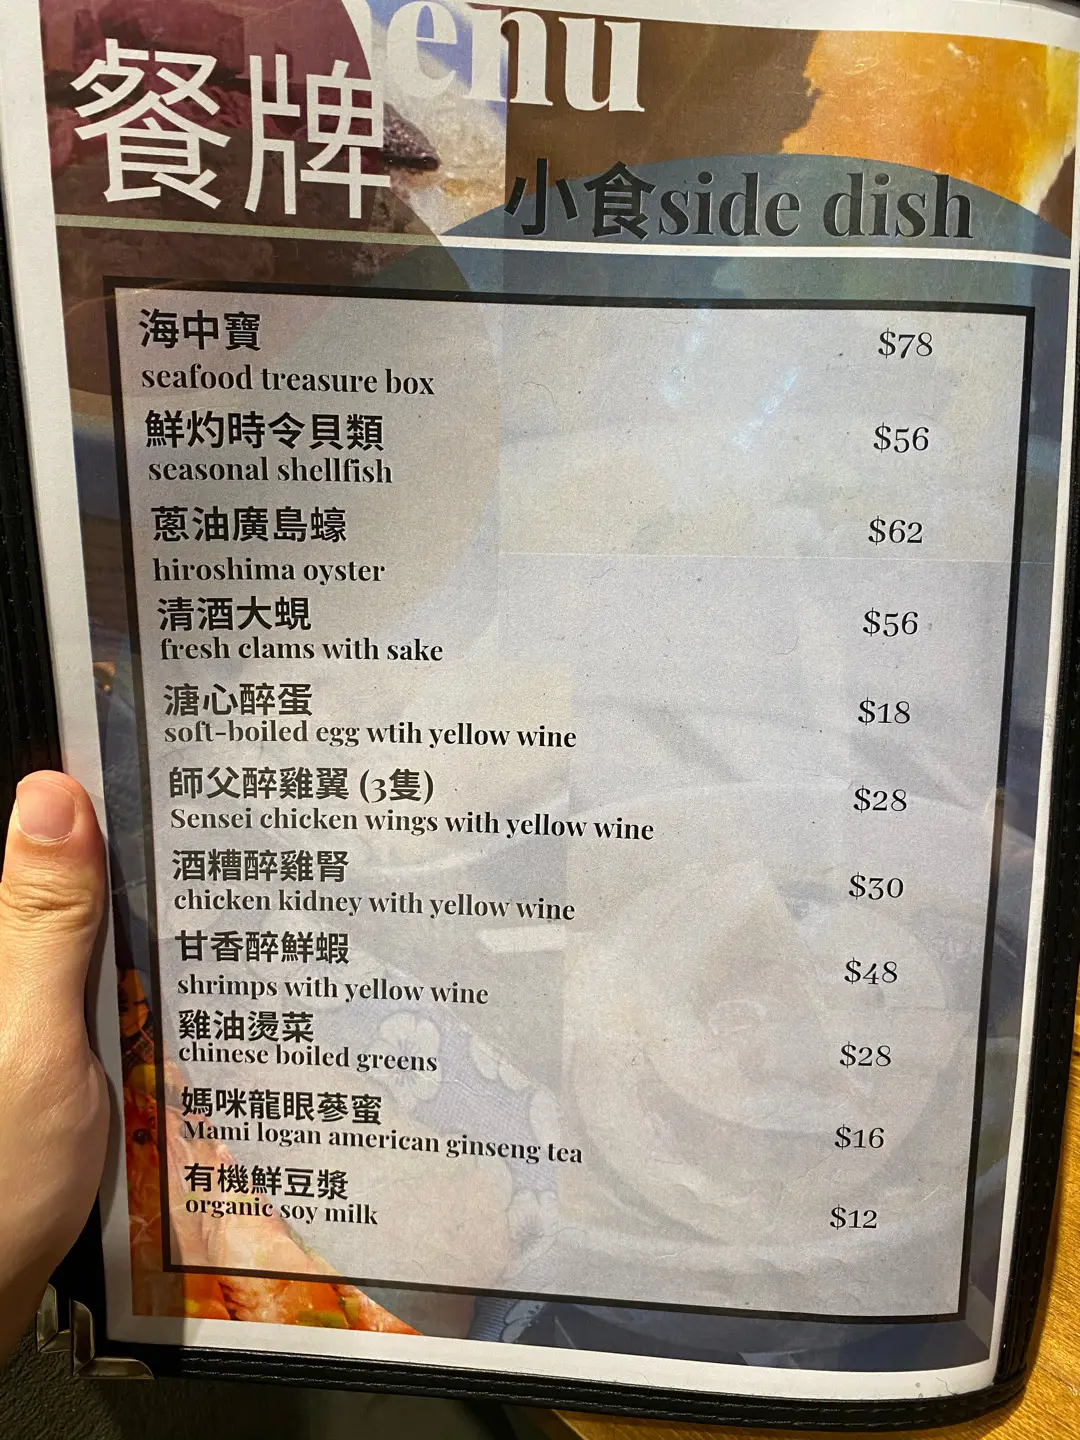 enu
餐牌
小食side dish
海中寶 $78
seafood treasure box
鮮灼時令貝類 $56
seasonal shellfish
蔥油廣島蠔 $62
hiroshima oyster
清酒大蜆 $56
fresh clams with sake
溏心醉蛋 $18
soft-boiled egg wtih yellow wine
師父醉雞翼 (3隻) $28
Sensei chicken wings with yellow wine
酒糟醉雞腎 $30
chicken kidney with yellow wine
甘香醉鮮蝦 $48
shrimps with yellow wine
雞油燙菜 $28
chinese boiled greens
媽咪龍眼蔘蜜 $16
Mami logan american ginseng tea
有機鮮豆漿 $12
organic soy milk